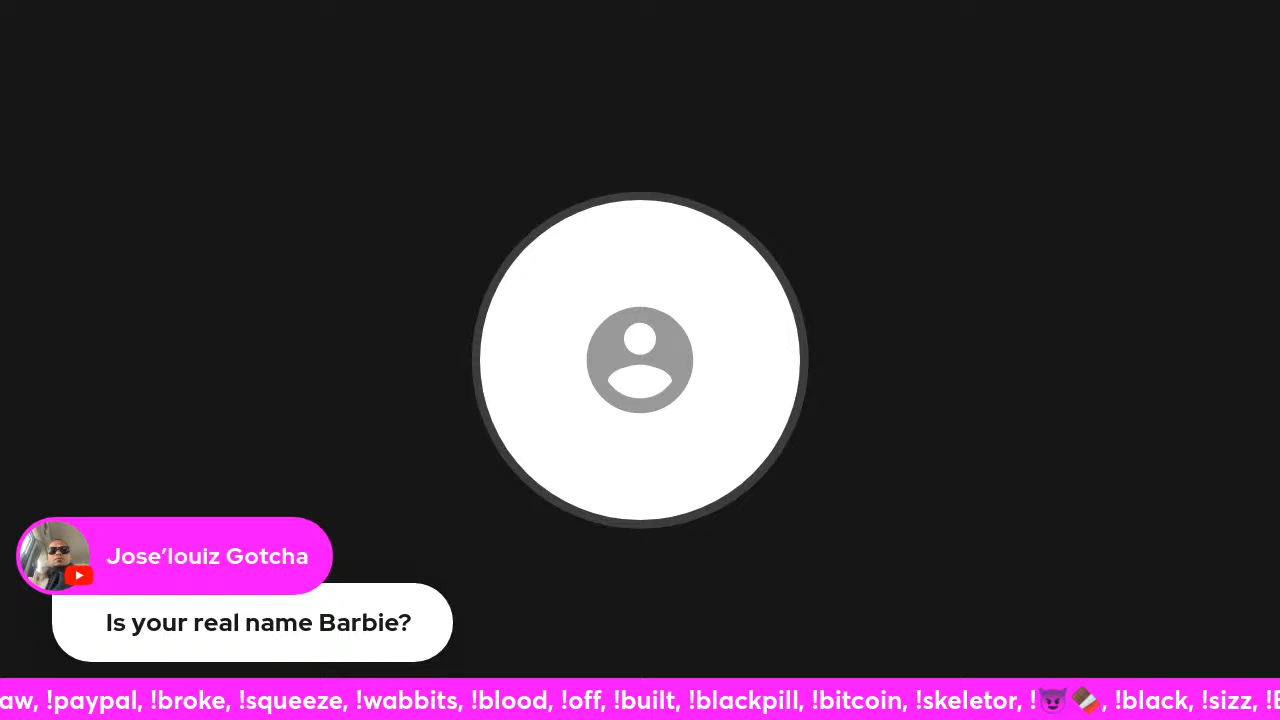 Jose’louiz Gotcha
Is your real name Barbie?
aw, !paypal, !broke, !squeeze, !wabbits, !blood, !off, !built, !blackpill, !bitcoin, !skeletor, !😈🍫, !black, !sizz,